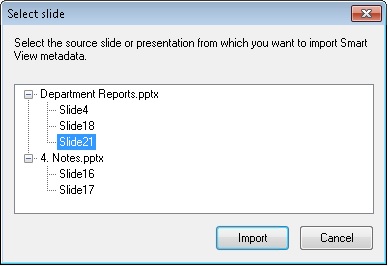 Select slide
Select the source slide or presentation from which you want to import Smart
View metadata.
Department Reports.pptx
Slide4
Slide18
Slide21
4. Notes.pptx
Slide16
Slide17
Import
Cancel